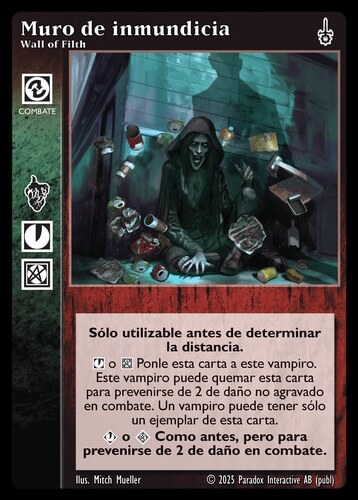 Muro de inmundicia
Wall of Filth
COMBATE
Sólo utilizable antes de determinar
la distancia.
o Ponle esta carta a este vampiro.
Este vampiro puede quemar esta carta
para prevenirse de 2 de daño no agravado
en combate. Un vampiro puede tener sólo
un ejemplar de esta carta.
o Como antes, pero para
prevenirse de 2 de daño en combate.
Ilus. Mitch Mueller
© 2025 Paradox Interactive AB (publ)